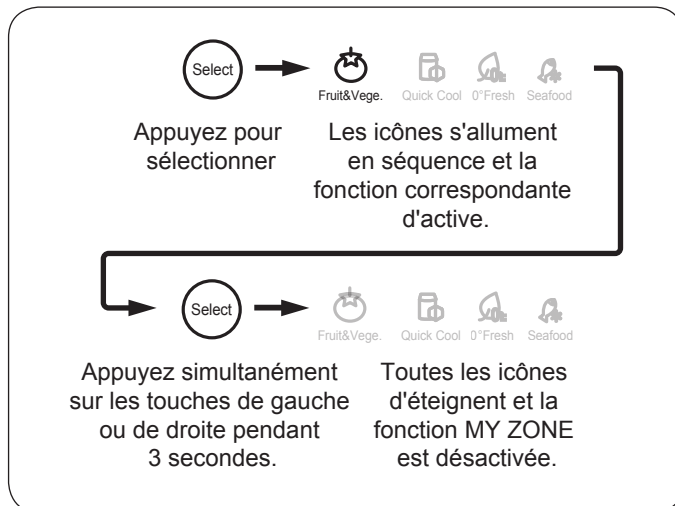 Select
Fruit&Vege. Quick Cool 0°Fresh Seafood
Appuyez pour
sélectionner
Les icônes s'allument
en séquence et la
fonction correspondante
d'active.
Select
Fruit&Vege. Quick Cool 0°Fresh Seafood
Appuyez simultanément
sur les touches de gauche
ou de droite pendant
3 secondes.
Toutes les icônes
d'éteignent et la
fonction MY ZONE
est désactivée.